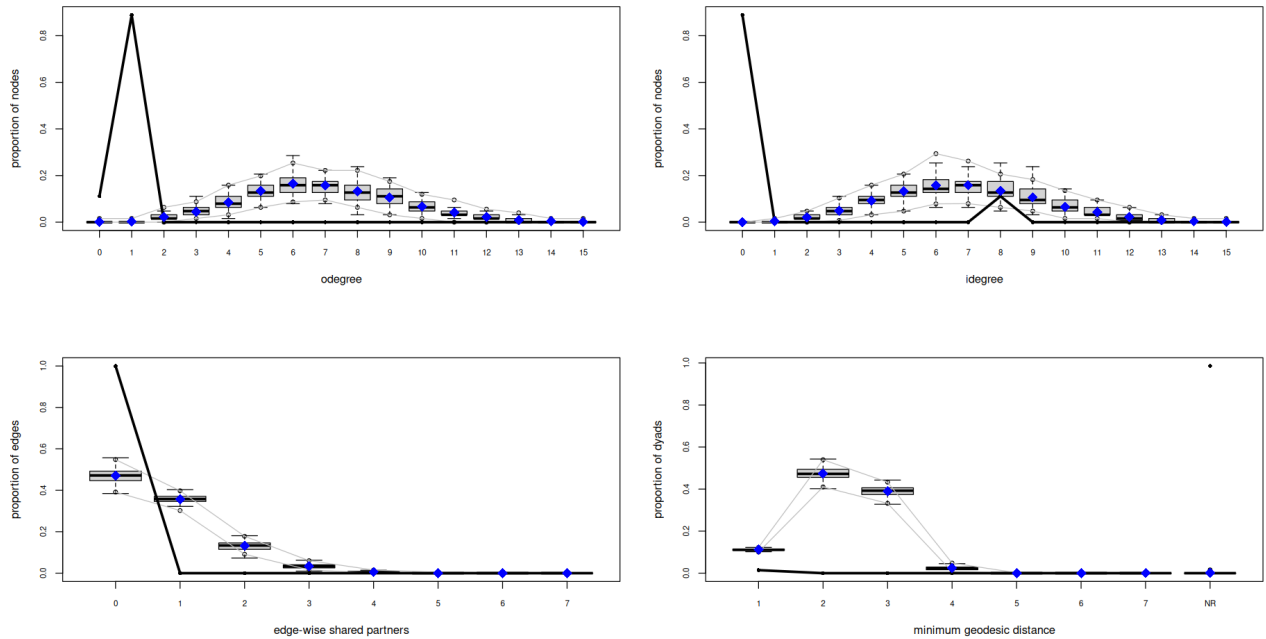 proportion of nodes
0.0 0.2 0.4 0.6 0.8
0 1 2 3 4 5 6 7 8 9 10 11 12 13 14 15
odegree
proportion of nodes
0.0 0.2 0.4 0.6 0.8
0 1 2 3 4 5 6 7 8 9 10 11 12 13 14 15
idegree
proportion of edges
0.0 0.2 0.4 0.6 0.8 1.0
0 1 2 3 4 5 6 7
edge-wise shared partners
proportion of dyads
0.0 0.2 0.4 0.6 0.8 1.0
1 2 3 4 5 6 7 NR
minimum geodesic distance